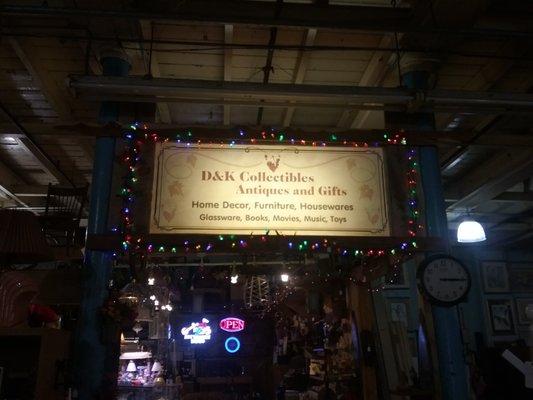 D&K Collectibles
Antiques and Gifts
Home Decor, Furniture, Housewares
Glassware, Books, Movies, Music, Toys
OPEN